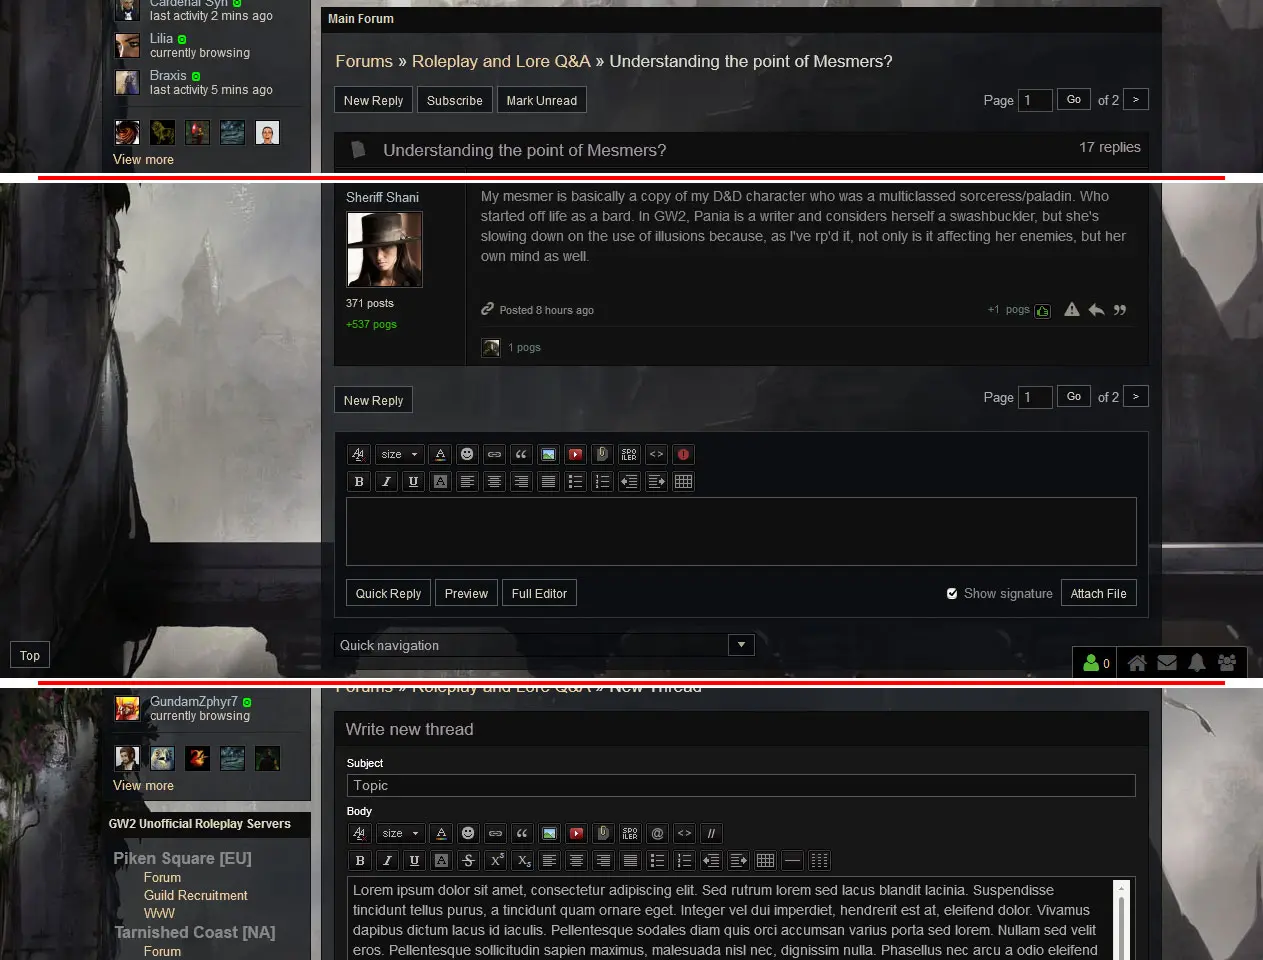 Cardenal Syn
last activity 2 mins ago
Lilia
currently browsing
Braxis
last activity 5 mins ago
View more
Main Forum
Forums » Roleplay and Lore Q&A » Understanding the point of Mesmers?
New Reply Subscribe Mark Unread
Page 1 Go of 2 >
Understanding the point of Mesmers?
17 replies
Sheriff Shani
371 posts
+537 pogs
My mesmer is basically a copy of my D&D character who was a multiclassed sorceress/paladin. Who
started off life as a bard. In GW2, Pania is a writer and considers herself a swashbuckler, but she's
slowing down on the use of illusions because, as I've rp'd it, not only is it affecting her enemies, but her
own mind as well.
Posted 8 hours ago
+1 pogs
1 pogs
New Reply
Page 1 Go of 2 >
size A SPOILER <>
B I U A
Quick Reply Preview Full Editor
Show signature Attach File
Quick navigation
Top
0
Forums » Roleplay and Lore Q&A » New Thread
GundamZphyr7
currently browsing
View more
GW2 Unofficial Roleplay Servers
Piken Square [EU]
Forum
Guild Recruitment
WvW
Tarnished Coast [NA]
Forum
Write new thread
Subject
Topic
Body
size A SPOILER @ <> //
B I U A S X⁵ X₅
Lorem ipsum dolor sit amet, consectetur adipiscing elit. Sed rutrum lorem sed lacus blandit lacinia. Suspendisse
tincidunt tellus purus, a tincidunt quam ornare eget. Integer vel dui imperdiet, hendrerit est at, eleifend dolor. Vivamus
dapibus dictum lacus id iaculis. Pellentesque sodales diam quis orci accumsan varius porta sed lorem. Nullam sed velit
eros. Pellentesque sollicitudin sapien maximus, malesuada nisl nec, dignissim nulla. Phasellus nec arcu a odio eleifend